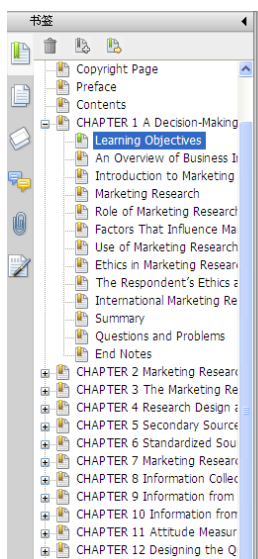 书签
Copyright Page
Preface
Contents
CHAPTER 1 A Decision-Making
Learning Objectives
An Overview of Business
Introduction to Marketing
Marketing Research
Role of Marketing Research
Factors That Influence Ma
Use of Marketing Research
Ethics in Marketing Resear
The Respondent's Ethics a
International Marketing Re
Summary
Questions and Problems
End Notes
CHAPTER 2 Marketing Researc
CHAPTER 3 The Marketing Re
CHAPTER 4 Research Design a
CHAPTER 5 Secondary Source
CHAPTER 6 Standardized Sou
CHAPTER 7 Marketing Researc
CHAPTER 8 Information Collec
CHAPTER 9 Information from
CHAPTER 10 Information from
CHAPTER 11 Attitude Measur
CHAPTER 12 Designing the Q